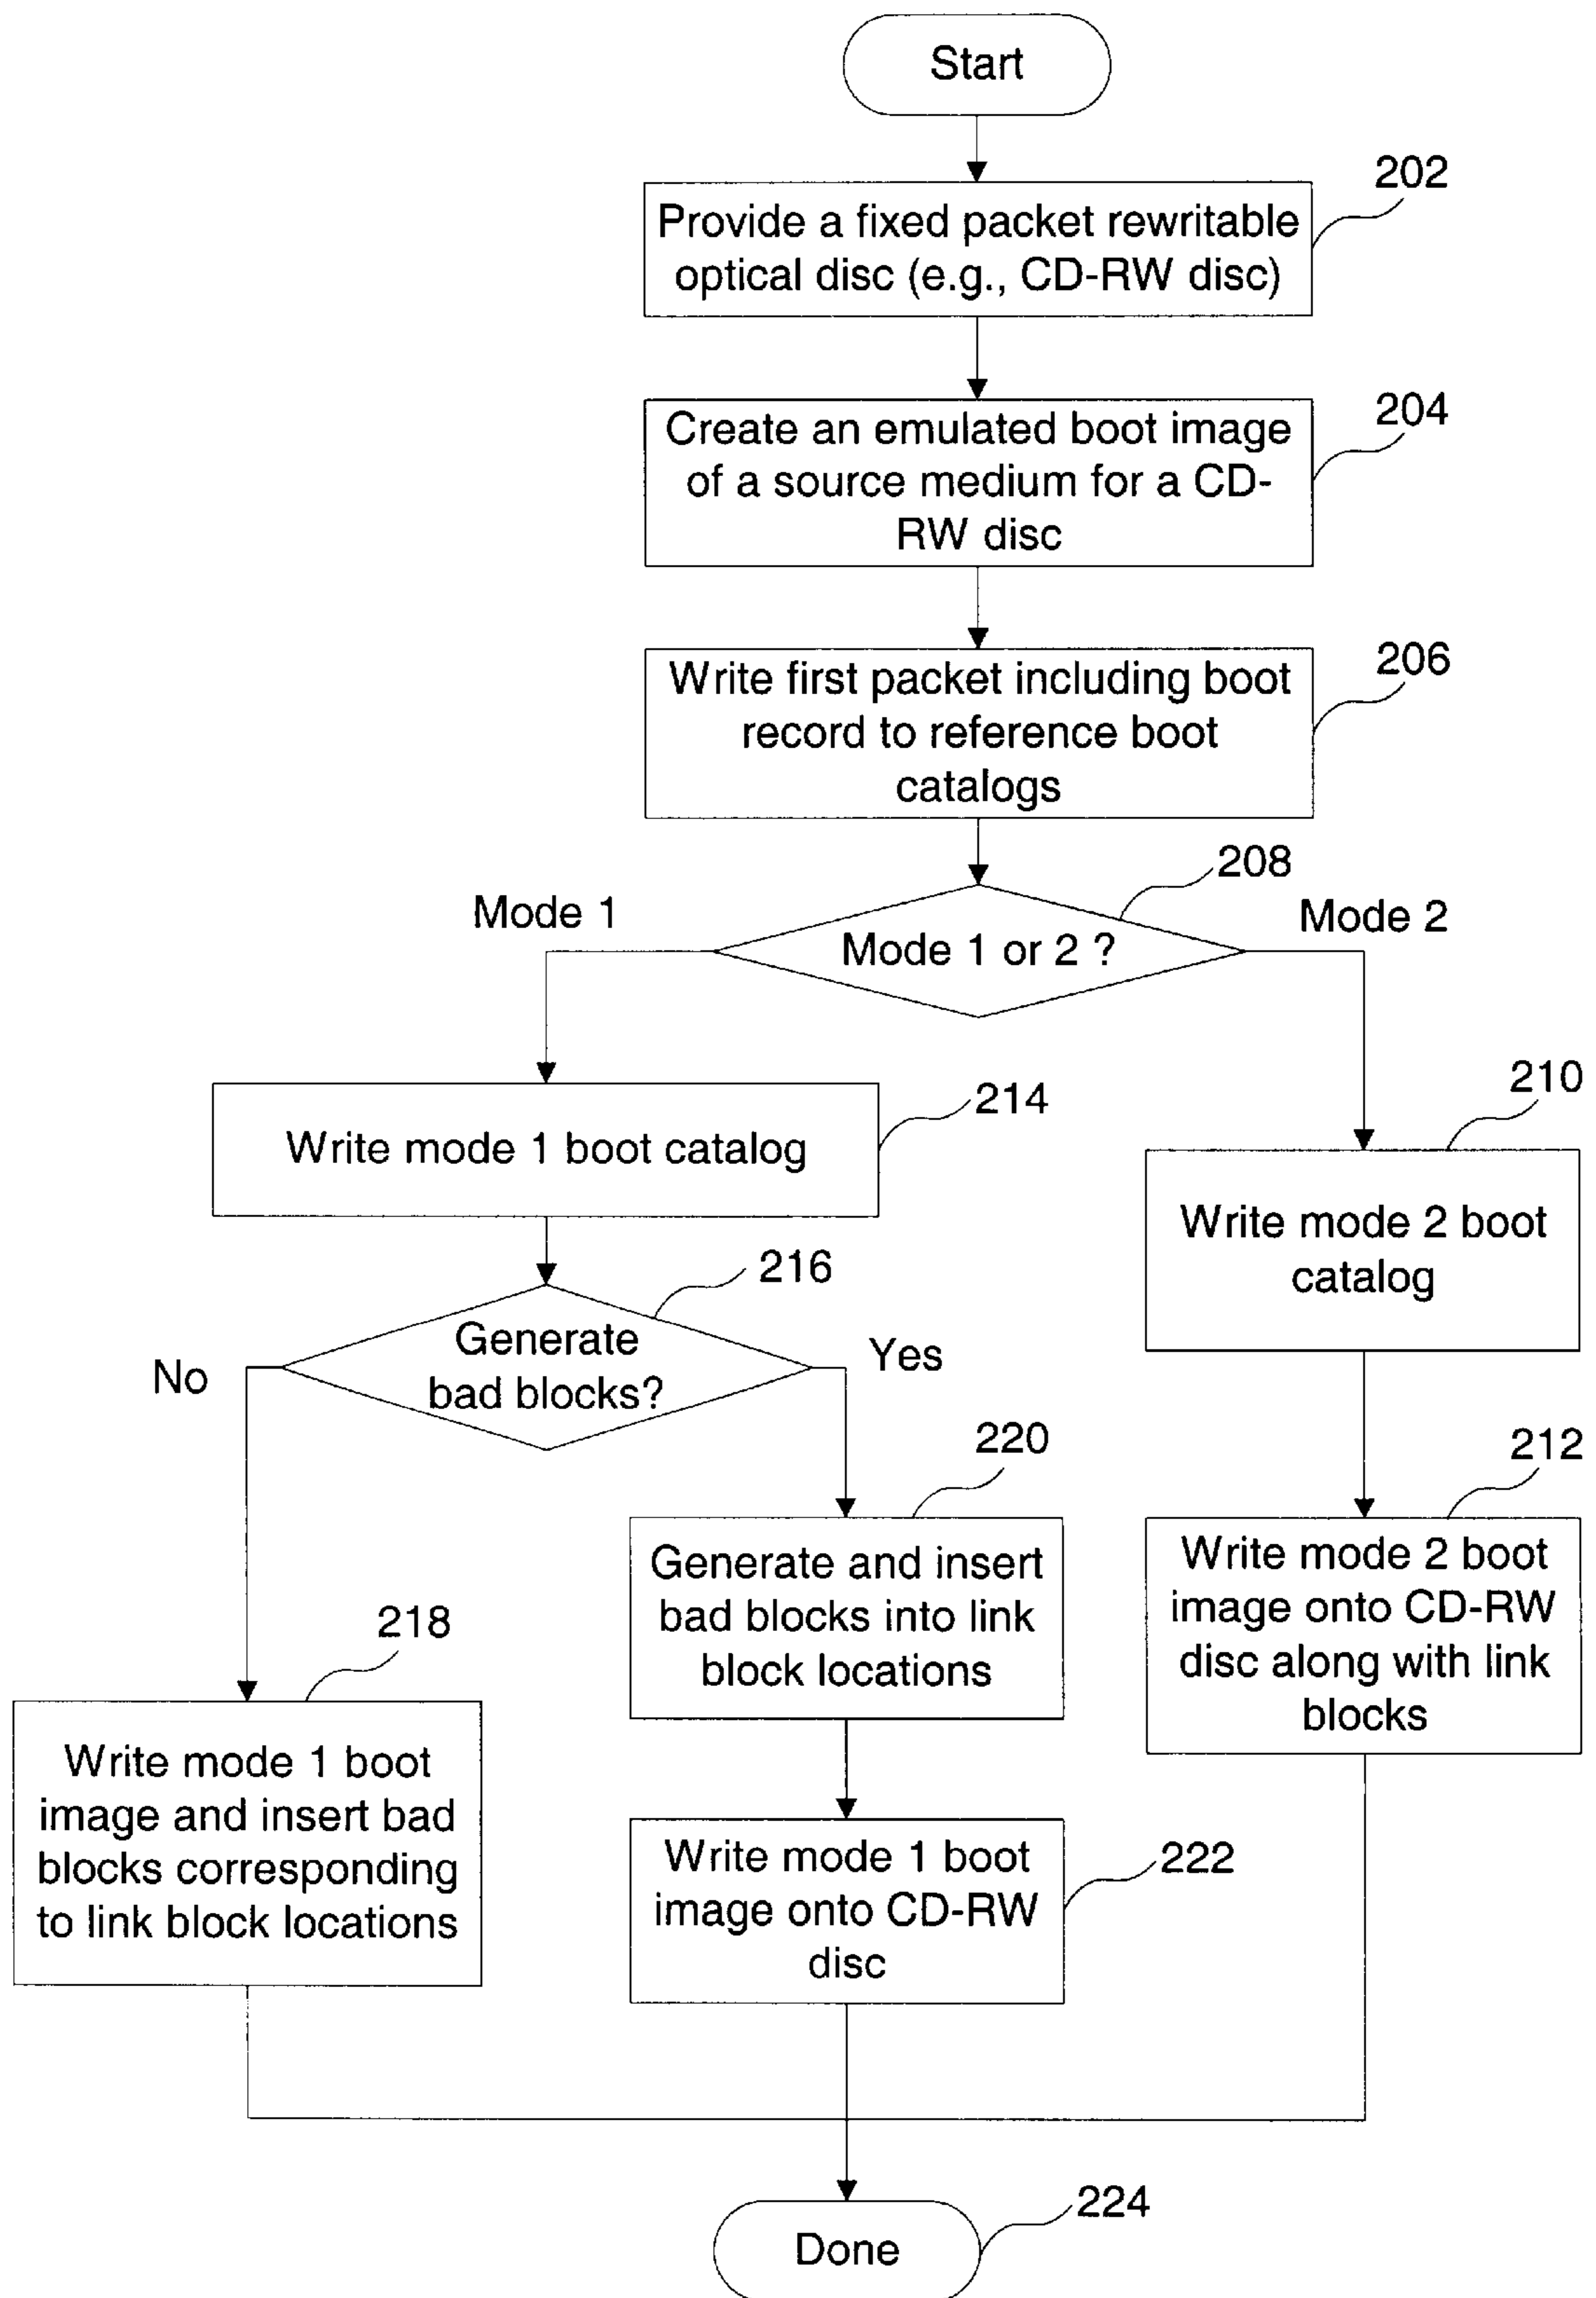 Start
202
Provide a fixed packet rewritable
optical disc (e.g., CD-RW disc)
204
Create an emulated boot image
of a source medium for a CD-
RW disc
206
Write first packet including boot
record to reference boot
catalogs
208
Mode 1
Mode 2
Mode 1 or 2 ?
214
Write mode 1 boot catalog
210
Write mode 2 boot
catalog
216
Generate
bad blocks?
No
Yes
220
Generate and insert
bad blocks into link
block locations
212
Write mode 2 boot
image onto CD-RW
disc along with link
blocks
218
Write mode 1 boot
image and insert bad
blocks corresponding
to link block locations
222
Write mode 1 boot
image onto CD-RW
disc
224
Done